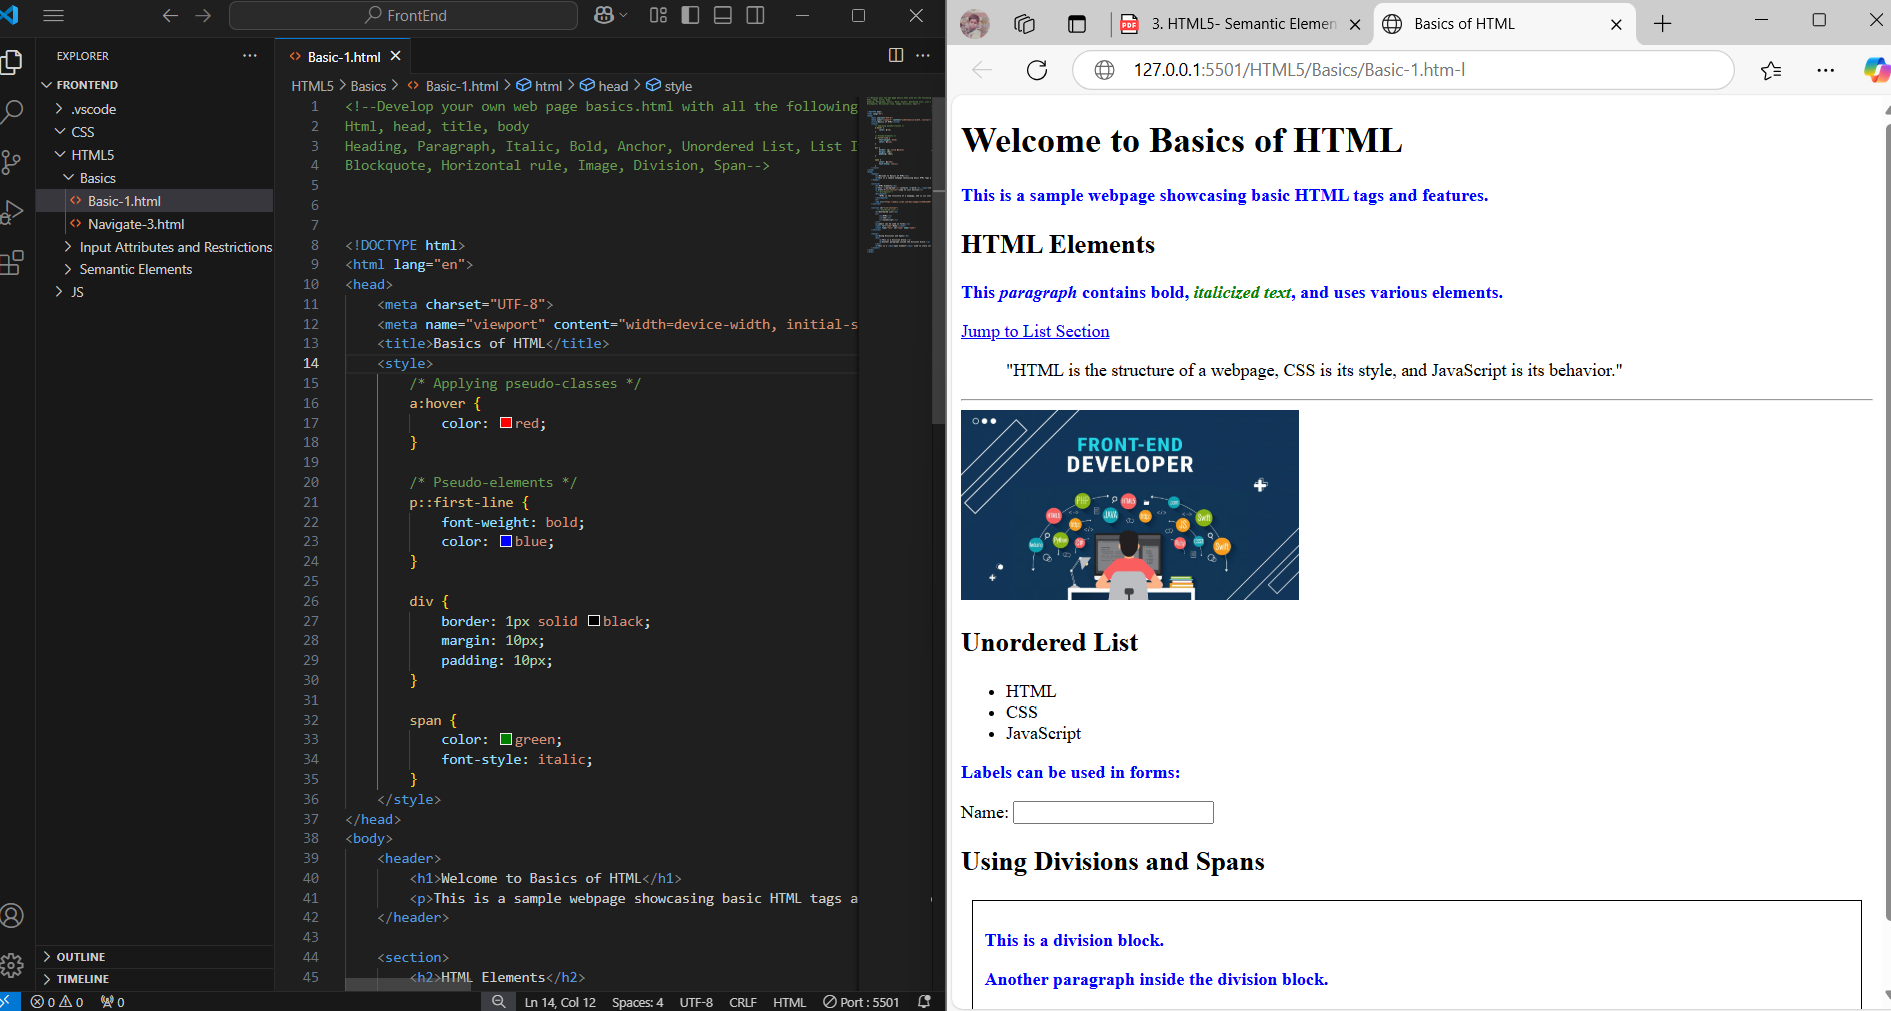 FrontEnd
EXPLORER
FRONTEND
.vscode
CSS
HTML5
Basics
Basic-1.html
Navigate-3.html
Input Attributes and Restrictions
Semantic Elements
JS
OUTLINE
TIMELINE
Basic-1.html
HTML5 > Basics > Basic-1.html > html > head > style
1 <!--Develop your own web page basics.html with all the following
2 Html, head, title, body
3 Heading, Paragraph, Italic, Bold, Anchor, Unordered List, List I
4 Blockquote, Horizontal rule, Image, Division, Span-->
5
6
7
8 <!DOCTYPE html>
9 <html lang="en">
10 <head>
11 <meta charset="UTF-8">
12 <meta name="viewport" content="width=device-width, initial-s
13 <title>Basics of HTML</title>
14 <style>
15 /* Applying pseudo-classes */
16 a:hover {
17 color: red;
18 }
19
20 /* Pseudo-elements */
21 p::first-line {
22 font-weight: bold;
23 color: blue;
24 }
25
26 div {
27 border: 1px solid black;
28 margin: 10px;
29 padding: 10px;
30 }
31
32 span {
33 color: green;
34 font-style: italic;
35 }
36 </style>
37 </head>
38 <body>
39 <header>
40 <h1>Welcome to Basics of HTML</h1>
41 <p>This is a sample webpage showcasing basic HTML tags a
42 </header>
43
44 <section>
45 <h2>HTML Elements</h2>
0 0 0 Ln 14, Col 12 Spaces: 4 UTF-8 CRLF HTML Port : 5501
PDF 3. HTML5- Semantic Elemen
Basics of HTML
127.0.0.1:5501/HTML5/Basics/Basic-1.htm-l
Welcome to Basics of HTML
This is a sample webpage showcasing basic HTML tags and features.
HTML Elements
This paragraph contains bold, italicized text, and uses various elements.
Jump to List Section
"HTML is the structure of a webpage, CSS is its style, and JavaScript is its behavior."
FRONT-END
DEVELOPER
PHP
HTML5
JAVA
Swift
JS
Python
Swift
Unordered List
HTML
CSS
JavaScript
Labels can be used in forms:
Name:
Using Divisions and Spans
This is a division block.
Another paragraph inside the division block.